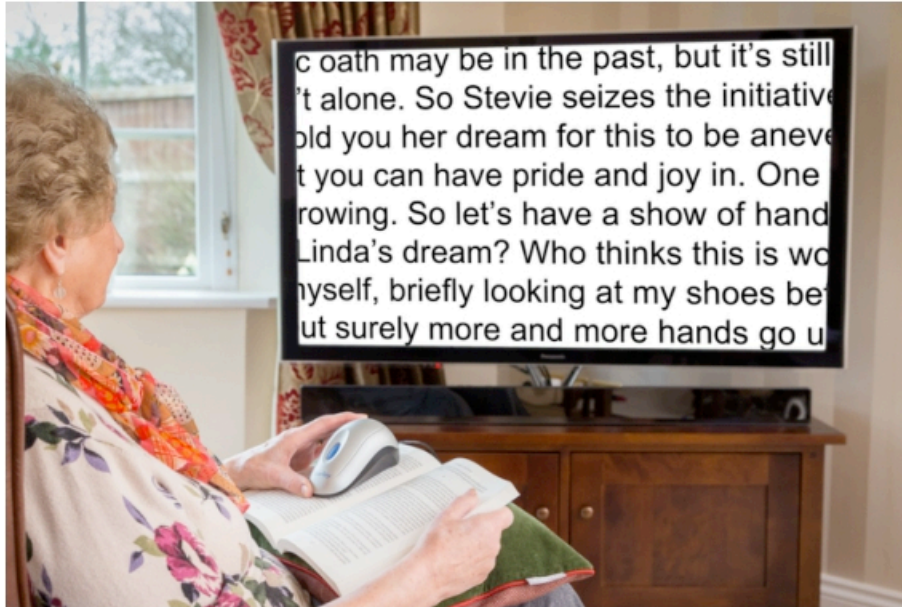 c oath may be in the past, but it's still
't alone. So Stevie seizes the initiative
old you her dream for this to be aneve
t you can have pride and joy in. One
rowing. So let's have a show of hand
Linda's dream? Who thinks this is wo
nyself, briefly looking at my shoes be
ut surely more and more hands go u
Panasonic